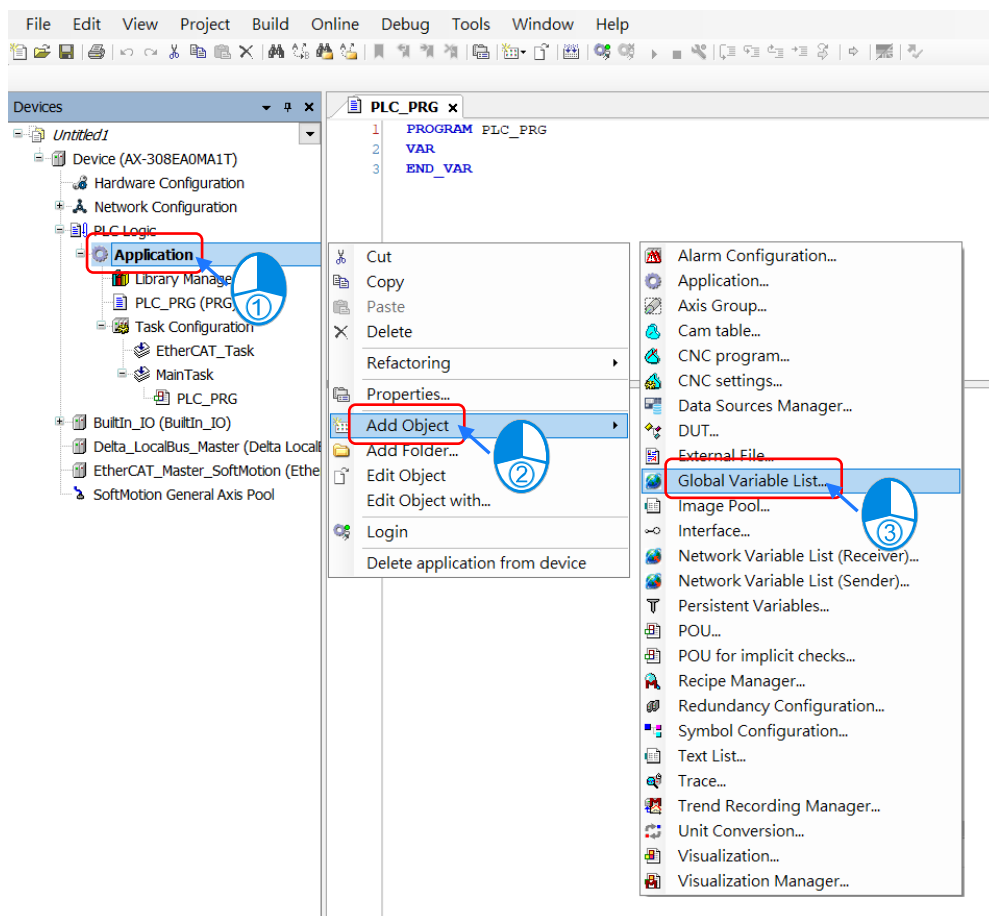 File Edit View Project Build Online Debug Tools Window Help
Devices
Untitled1
Device (AX-308EA0MA1T)
Hardware Configuration
Network Configuration
PLC Logic
Application
Library Manage
PLC_PRG (PRG)
Task Configuration
EtherCAT_Task
MainTask
PLC_PRG
BuiltIn_IO (BuiltIn_IO)
Delta_LocalBus_Master (Delta Local
EtherCAT_Master_SoftMotion (Ethe
SoftMotion General Axis Pool
1
PLC_PRG
1 PROGRAM PLC_PRG
2 VAR
3 END_VAR
Cut
Copy
Paste
Delete
Refactoring
Properties...
Add Object
Add Folder...
Edit Object
Edit Object with...
Login
Delete application from device
2
Alarm Configuration...
Application...
Axis Group...
Cam table...
CNC program...
CNC settings...
Data Sources Manager...
DUT...
External File...
Global Variable List...
Image Pool...
Interface...
Network Variable List (Receiver)...
Network Variable List (Sender)...
Persistent Variables...
POU...
POU for implicit checks...
Recipe Manager...
Redundancy Configuration...
Symbol Configuration...
Text List...
Trace...
Trend Recording Manager...
Unit Conversion...
Visualization...
Visualization Manager...
3